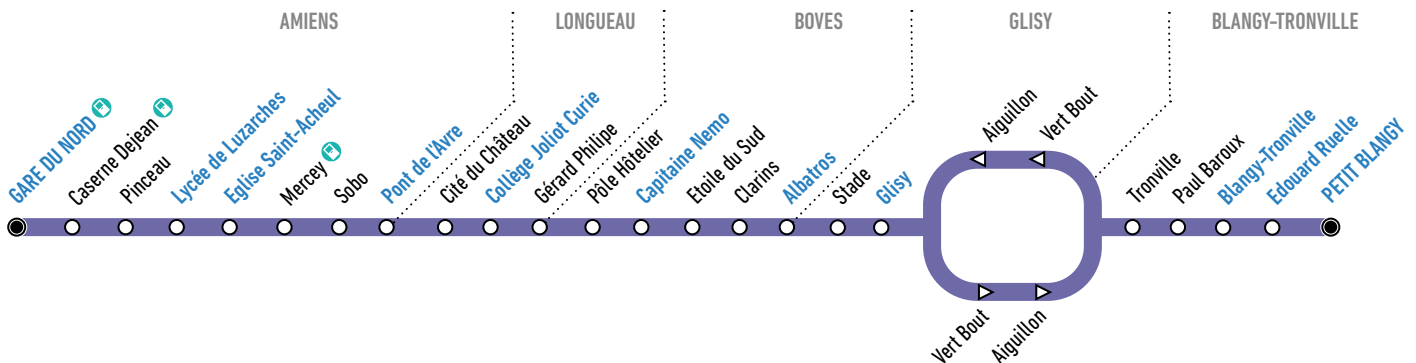 AMIENS
LONGUEAU
BOVES
GLISY
BLANGY-TRONVILLE
GARE DU NORD
Caserne Dejean
Pinceau
Lycée de Luzarches
Eglise Saint-Acheul
Mercey
Sobo
Pont de l'Avre
Cité du Château
Collège Joliot Curie
Gérard Philipe
Pôle Hôtelier
Capitaine Nemo
Etoile du Sud
Clarins
Albatros
Stade
Glisy
Aiguillon
Vert Bout
Vert Bout
Aiguillon
Tronville
Paul Baroux
Blangy-Tronville
Edouard Ruelle
PETIT BLANGY